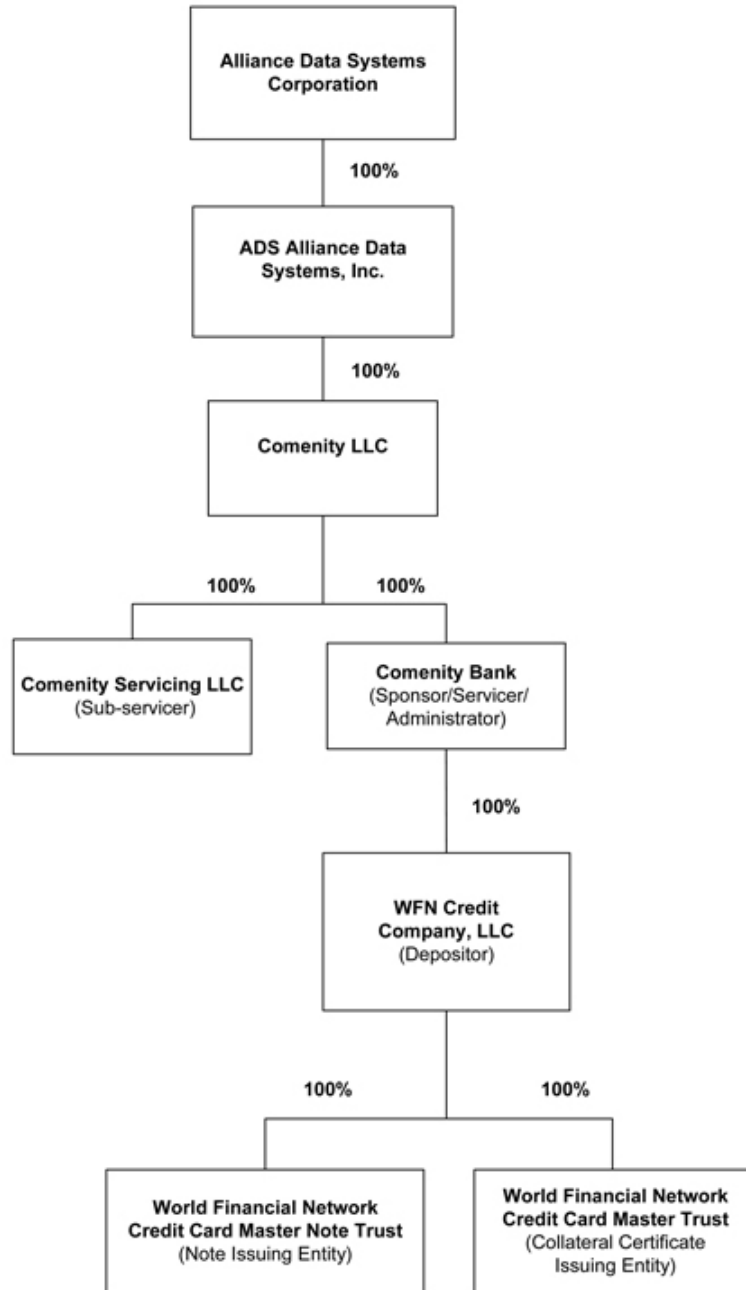 Alliance Data Systems
Corporation
100%
ADS Alliance Data
Systems, Inc.
100%
Comenity LLC
100%
100%
Comenity Servicing LLC
(Sub-servicer)
Comenity Bank
(Sponsor/Servicer/
Administrator)
100%
WFN Credit
Company, LLC
(Depositor)
100%
100%
World Financial Network
Credit Card Master Note Trust
(Note Issuing Entity)
World Financial Network
Credit Card Master Trust
(Collateral Certificate
Issuing Entity)